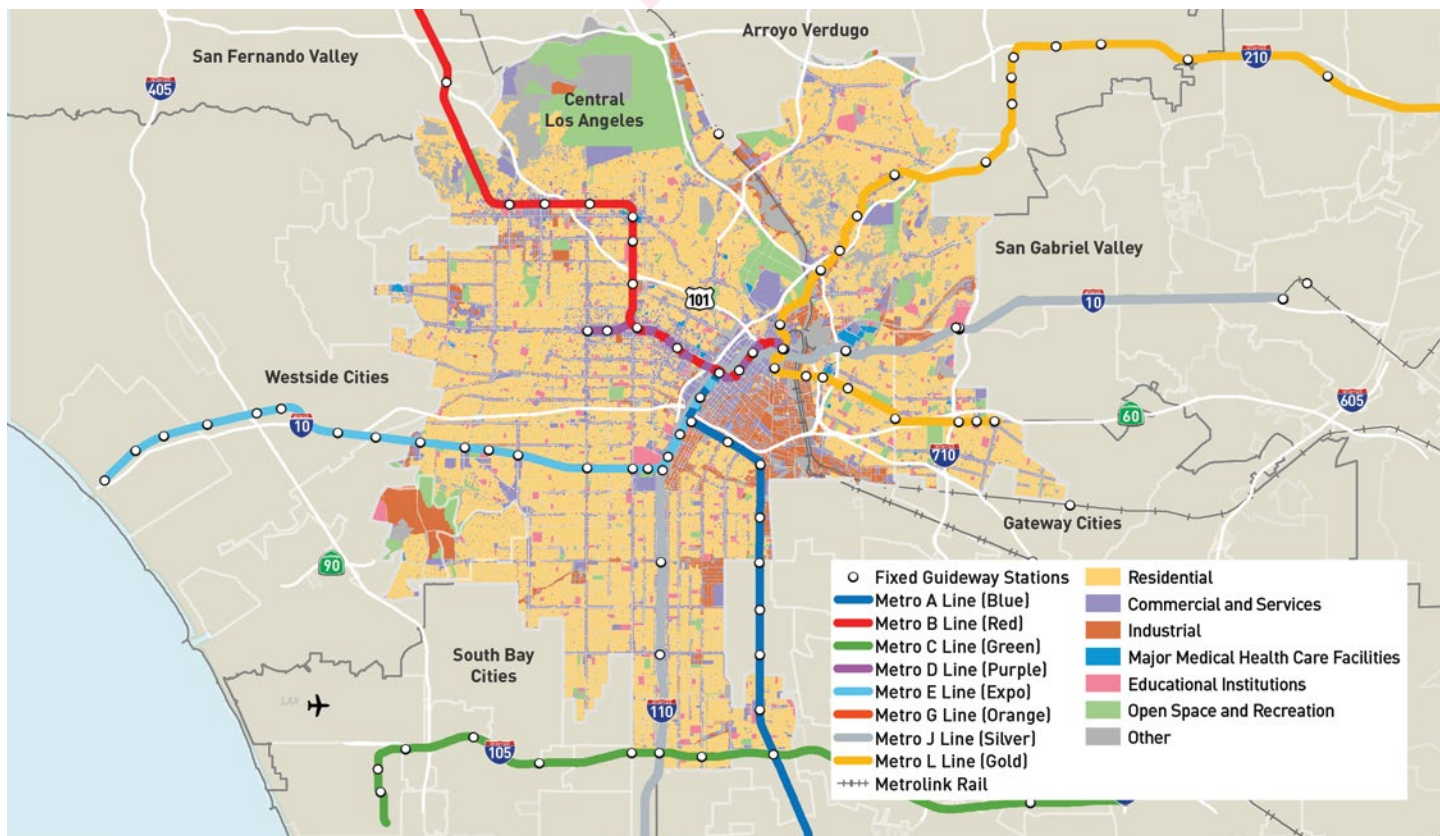 Arroyo Verdugo
San Fernando Valley
405
210
Central
Los Angeles
San Gabriel Valley
101
10
Westside Cities
10
60
605
710
Gateway Cities
90
South Bay
Cities
LAX
110
105
Fixed Guideway Stations
Metro A Line (Blue)
Metro B Line (Red)
Metro C Line (Green)
Metro D Line (Purple)
Metro E Line (Expo)
Metro G Line (Orange)
Metro J Line (Silver)
Metro L Line (Gold)
Metrolink Rail
Residential
Commercial and Services
Industrial
Major Medical Health Care Facilities
Educational Institutions
Open Space and Recreation
Other